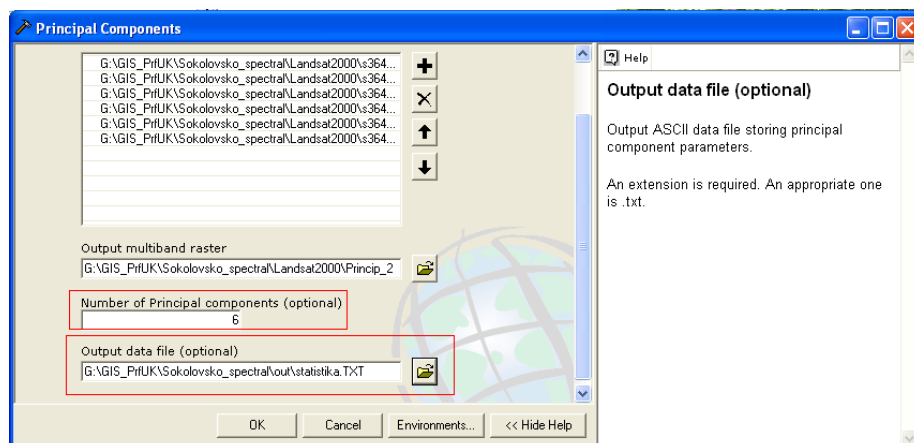 Principal Components
G:\GIS_PrfUK\Sokolovsko_spectral\Landsat2000\s364...
G:\GIS_PrfUK\Sokolovsko_spectral\Landsat2000\s364...
G:\GIS_PrfUK\Sokolovsko_spectral\Landsat2000\s364...
G:\GIS_PrfUK\Sokolovsko_spectral\Landsat2000\s364...
G:\GIS_PrfUK\Sokolovsko_spectral\Landsat2000\s364...
G:\GIS_PrfUK\Sokolovsko_spectral\Landsat2000\s364...
Output multiband raster
G:\GIS_PrfUK\Sokolovsko_spectral\Landsat2000\Princip_2
Number of Principal components (optional)
6
Output data file (optional)
G:\GIS_PrfUK\Sokolovsko_spectral\out\statistika.TXT
OK
Cancel
Environments...
<< Hide Help
Help
Output data file (optional)
Output ASCII data file storing principal
component parameters.
An extension is required. An appropriate one
is .txt.